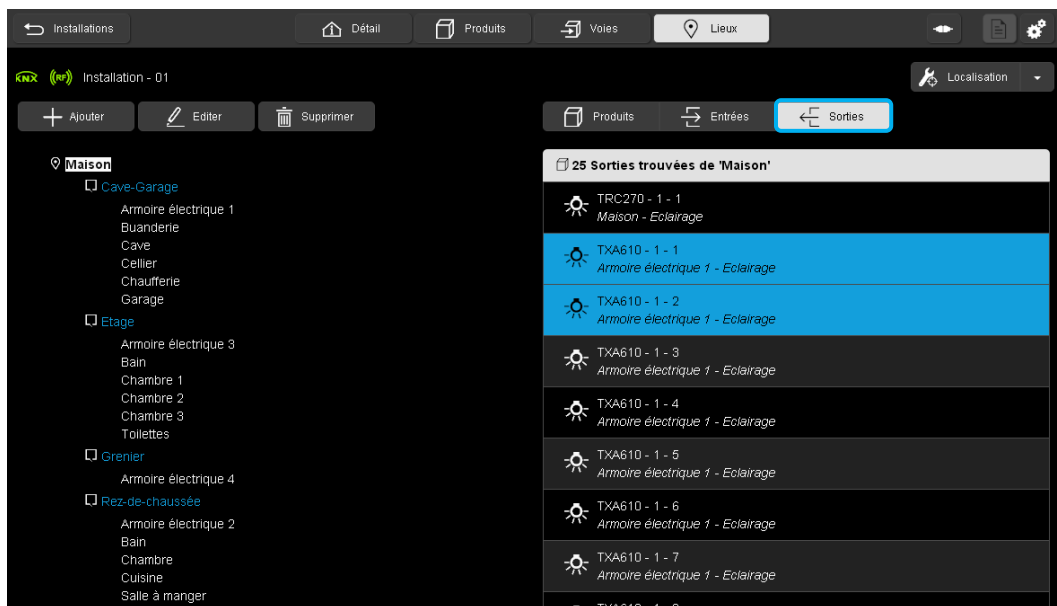 Installations
Détail
Produits
Voies
Lieux
KNX ((RF)) Installation - 01
Localisation
Ajouter
Editer
Supprimer
Produits
Entrées
Sorties
Maison
Cave-Garage
Armoire électrique 1
Buanderie
Cave
Cellier
Chaufferie
Garage
Etage
Armoire électrique 3
Bain
Chambre 1
Chambre 2
Chambre 3
Toilettes
Grenier
Armoire électrique 4
Rez-de-chaussée
Armoire électrique 2
Bain
Chambre
Cuisine
Salle à manger
25 Sorties trouvées de 'Maison'
TRC270 - 1 - 1
Maison - Eclairage
TXA610 - 1 - 1
Armoire électrique 1 - Eclairage
TXA610 - 1 - 2
Armoire électrique 1 - Eclairage
TXA610 - 1 - 3
Armoire électrique 1 - Eclairage
TXA610 - 1 - 4
Armoire électrique 1 - Eclairage
TXA610 - 1 - 5
Armoire électrique 1 - Eclairage
TXA610 - 1 - 6
Armoire électrique 1 - Eclairage
TXA610 - 1 - 7
Armoire électrique 1 - Eclairage